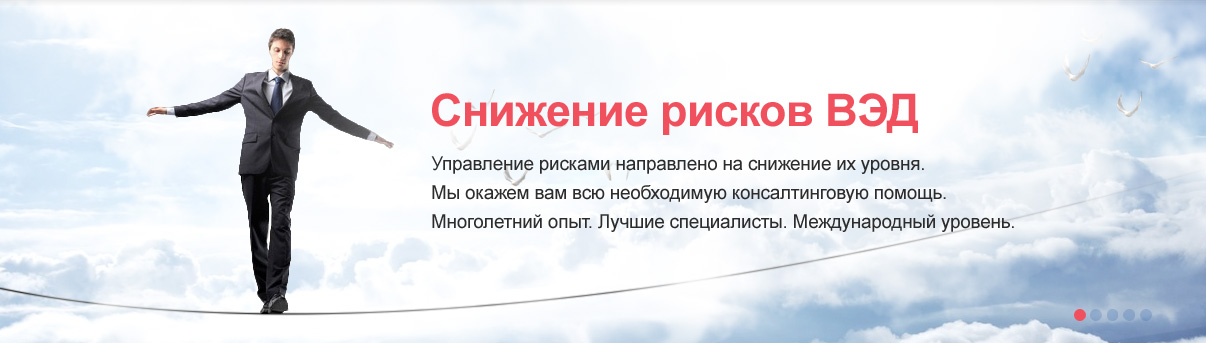 Снижение рисков ВЭД
Управление рисками направлено на снижение их уровня.
Мы окажем вам всю необходимую консалтинговую помощь.
Многолетний опыт. Лучшие специалисты. Международный уровень.